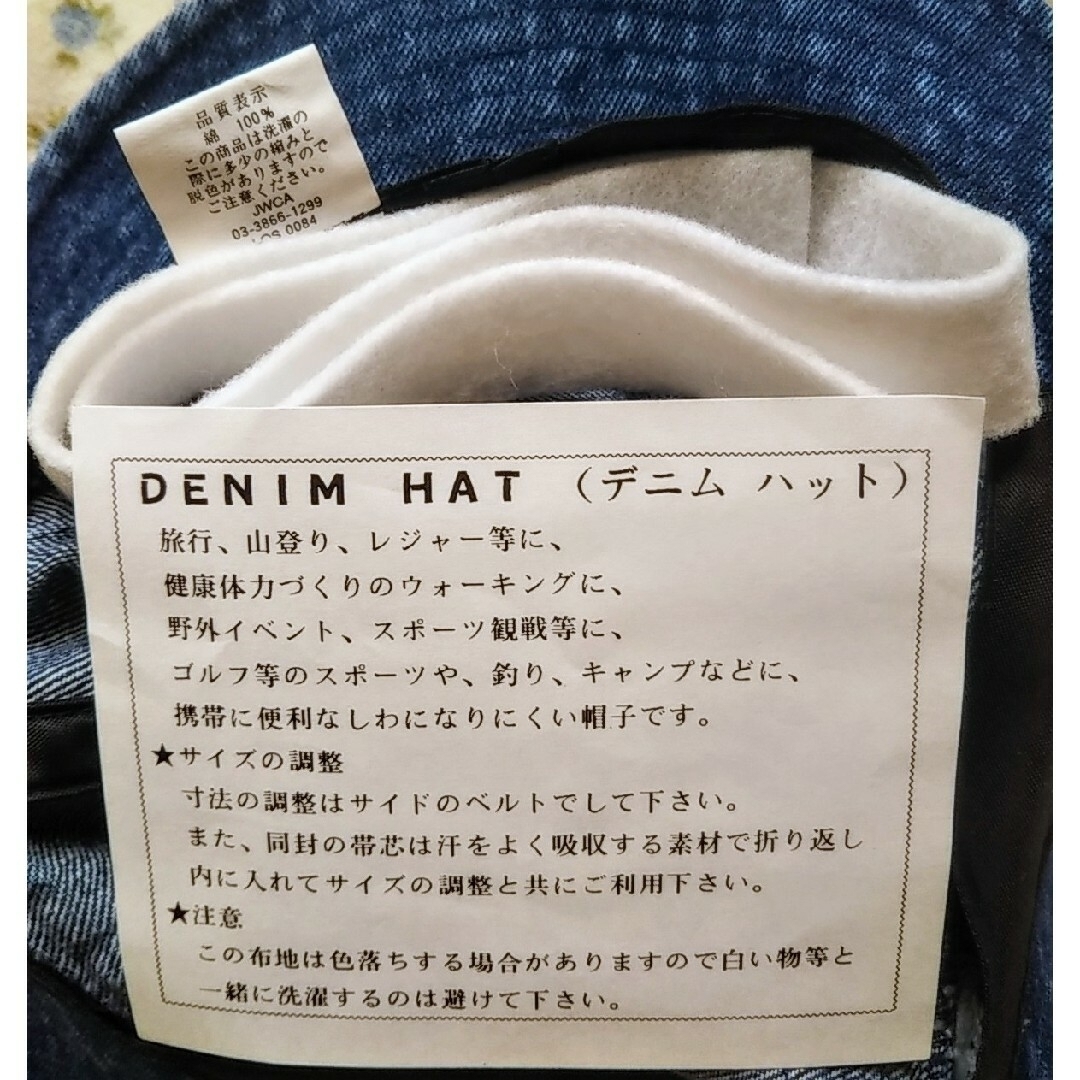 品質表示
綿 100%
この商品は洗濯の
際に多少の縮みと
脱色がありますので
ご注意ください。
JWCA
03-3866-1299
0084
DENIM HAT （デニム ハット）
旅行、山登り、レジャー等に、
健康体力づくりのウォーキングに、
野外イベント、スポーツ観戦等に、
ゴルフ等のスポーツや、釣り、キャンプなどに、
携帯に便利なしわになりにくい帽子です。
★サイズの調整
寸法の調整はサイドのベルトでして下さい。
また、同封の帯芯は汗をよく吸収する素材で折り返し
内に入れてサイズの調整と共にご利用下さい。
★注意
この布地は色落ちする場合がありますので白い物等と
一緒に洗濯するのは避けて下さい。